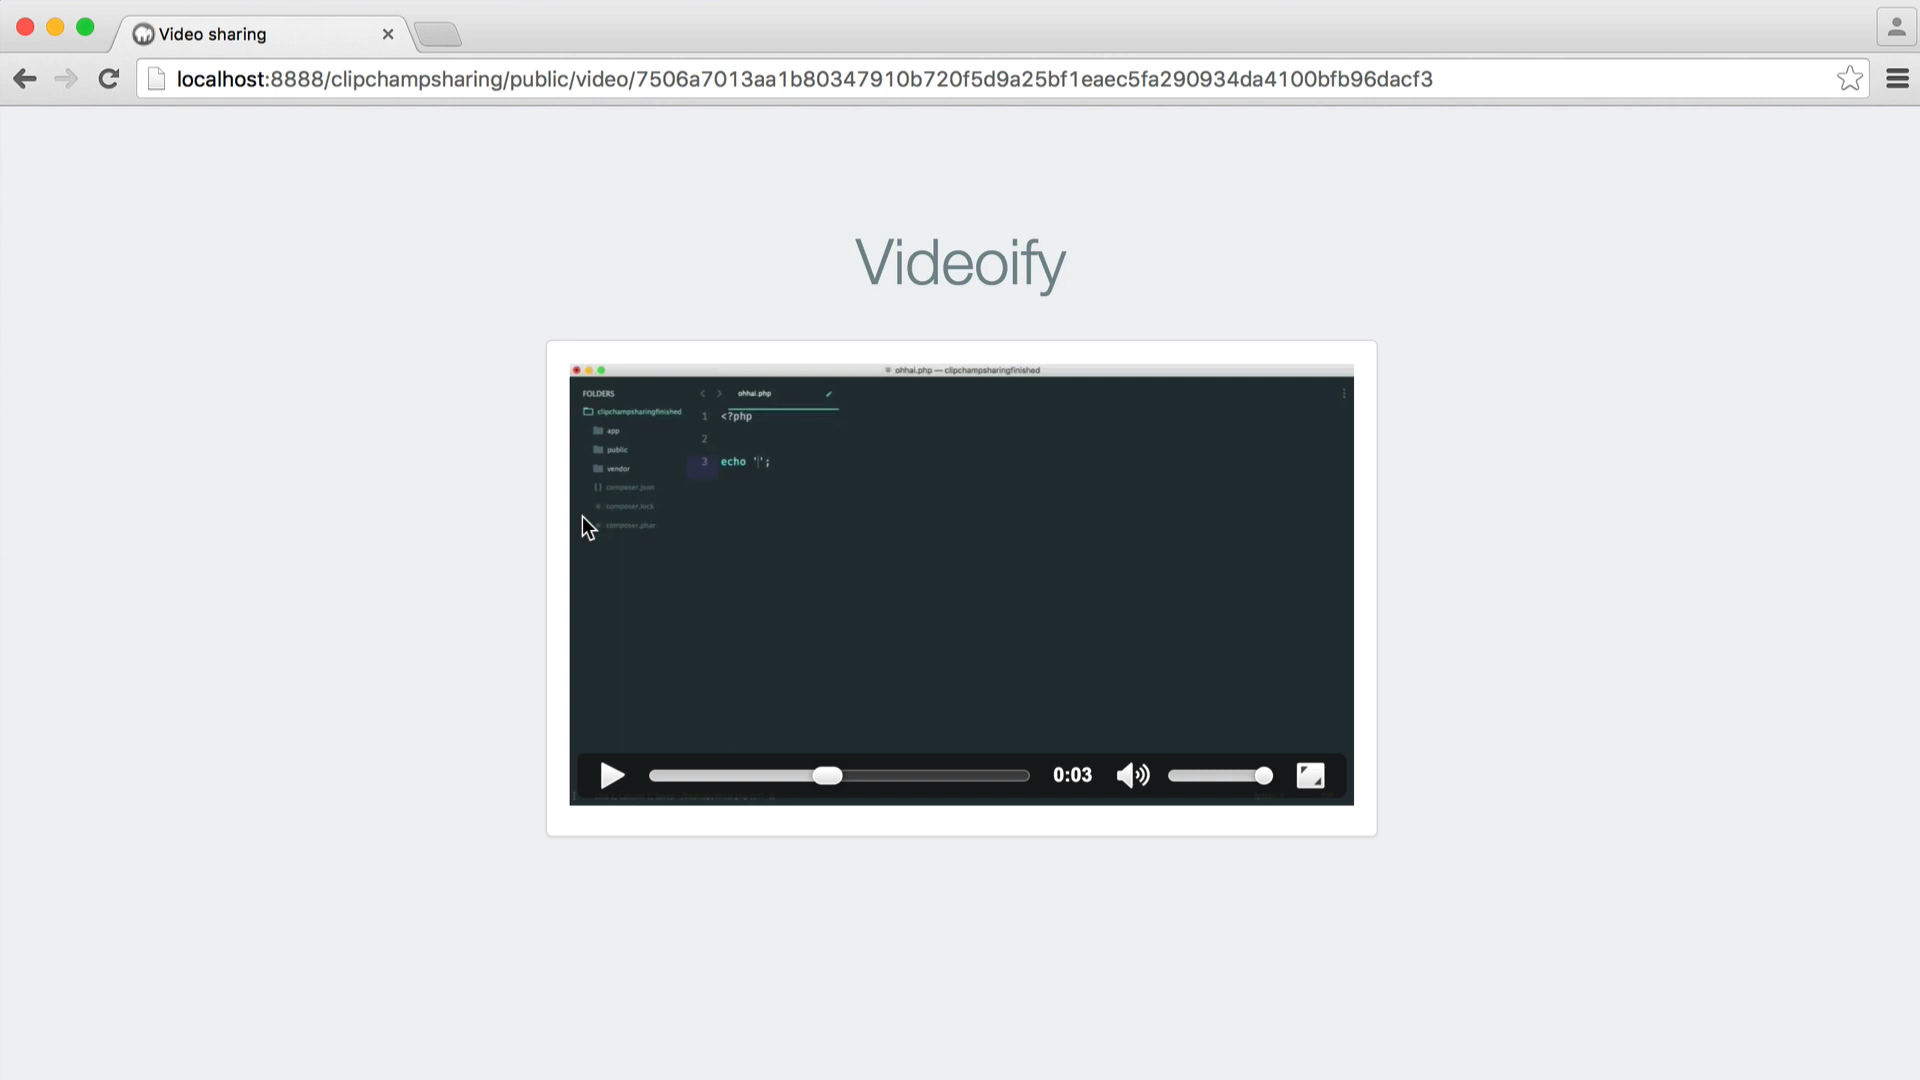 Video sharing
localhost:8888/clipchampsharing/public/video/7506a7013aa1b80347910b720f5d9a25bf1eaec5fa290934da4100bfb96dacf3
Videoify
ohhai.php — clipchampsharingfinished
FOLDERS
clipchampsharingfinished
app
public
vendor
composer.json
composer.lock
composer.phar
ohhai.php
1 <?php
2
3 echo '';
0:03